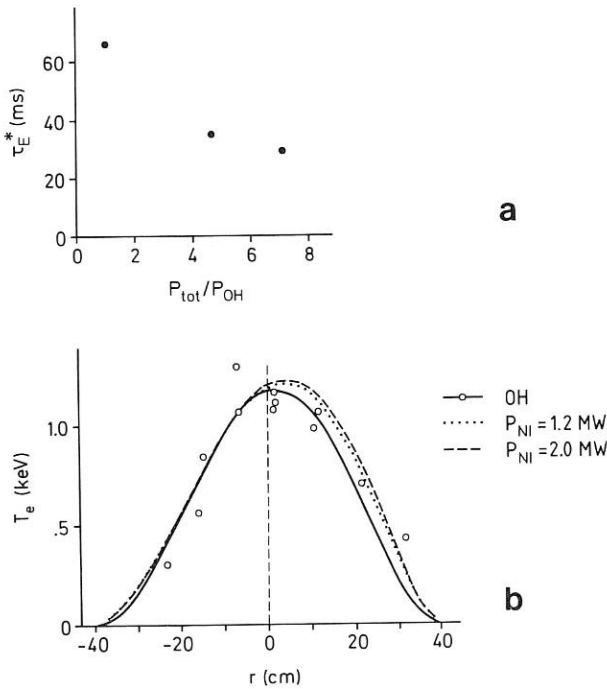 60
40
20
0
τE* (ms)
0 2 4 6 8
Ptot/POH
a
1.0
.5
0
Te (keV)
-40 -20 0 20 40
r (cm)
OH
PNI = 1.2 MW
PNI = 2.0 MW
b